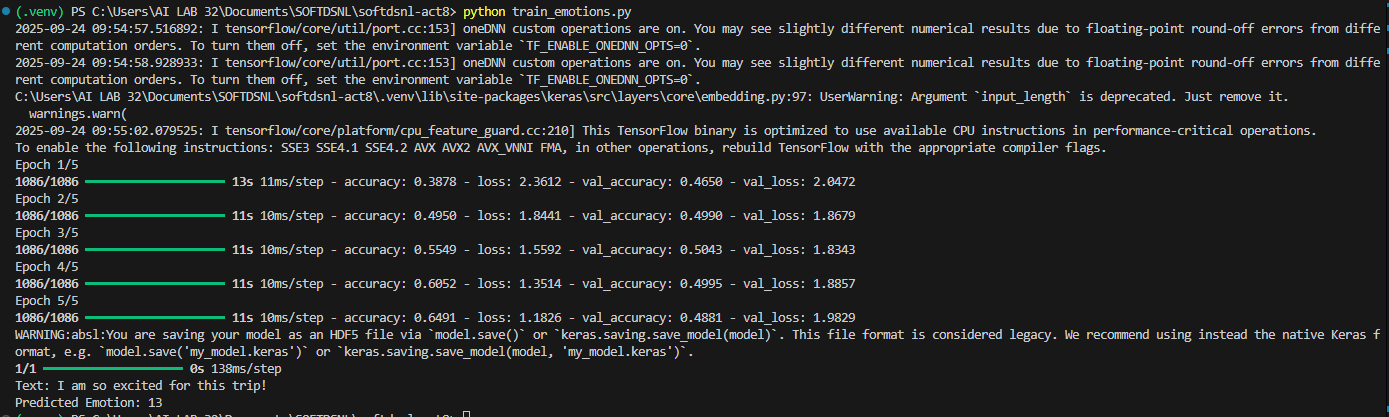 (.venv) PS C:\Users\AI LAB 32\Documents\SOFTDSNL\softdsnl-act8> python train_emotions.py
2025-09-24 09:54:57.516892: I tensorflow/core/util/port.cc:153] oneDNN custom operations are on. You may see slightly different numerical results due to floating-point round-off errors from diffe
rent computation orders. To turn them off, set the environment variable `TF_ENABLE_ONEDNN_OPTS=0`.
2025-09-24 09:54:58.928933: I tensorflow/core/util/port.cc:153] oneDNN custom operations are on. You may see slightly different numerical results due to floating-point round-off errors from diffe
rent computation orders. To turn them off, set the environment variable `TF_ENABLE_ONEDNN_OPTS=0`.
C:\Users\AI LAB 32\Documents\SOFTDSNL\softdsnl-act8\.venv\lib\site-packages\keras\src\layers\core\embedding.py:97: UserWarning: Argument `input_length` is deprecated. Just remove it.
  warnings.warn(
2025-09-24 09:55:02.079525: I tensorflow/core/platform/cpu_feature_guard.cc:210] This TensorFlow binary is optimized to use available CPU instructions in performance-critical operations.
To enable the following instructions: SSE3 SSE4.1 SSE4.2 AVX AVX2 AVX_VNNI FMA, in other operations, rebuild TensorFlow with the appropriate compiler flags.
Epoch 1/5
1086/1086 13s 11ms/step - accuracy: 0.3878 - loss: 2.3612 - val_accuracy: 0.4650 - val_loss: 2.0472
Epoch 2/5
1086/1086 11s 10ms/step - accuracy: 0.4950 - loss: 1.8441 - val_accuracy: 0.4990 - val_loss: 1.8679
Epoch 3/5
1086/1086 11s 10ms/step - accuracy: 0.5549 - loss: 1.5592 - val_accuracy: 0.5043 - val_loss: 1.8343
Epoch 4/5
1086/1086 11s 10ms/step - accuracy: 0.6052 - loss: 1.3514 - val_accuracy: 0.4995 - val_loss: 1.8857
Epoch 5/5
1086/1086 11s 10ms/step - accuracy: 0.6491 - loss: 1.1826 - val_accuracy: 0.4881 - val_loss: 1.9829
WARNING:absl:You are saving your model as an HDF5 file via `model.save()` or `keras.saving.save_model(model)`. This file format is considered legacy. We recommend using instead the native Keras f
ormat, e.g. `model.save('my_model.keras')` or `keras.saving.save_model(model, 'my_model.keras')`.
1/1 0s 138ms/step
Text: I am so excited for this trip!
Predicted Emotion: 13